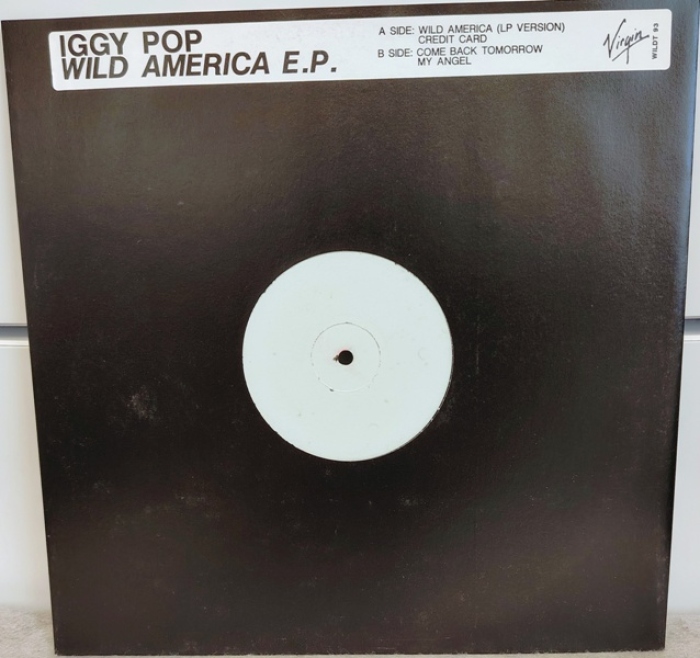 IGGY POP
WILD AMERICA E.P.
A SIDE: WILD AMERICA (LP VERSION)
CREDIT CARD
B SIDE: COME BACK TOMORROW
MY ANGEL
Virgin
WILDT 93